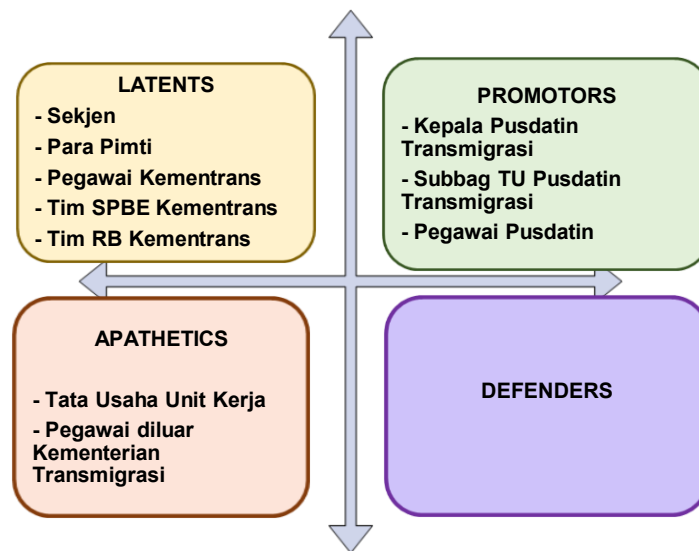 LATENTS
- Sekjen
- Para Pimti
- Pegawai Kementrans
- Tim SPBE Kementrans
- Tim RB Kementrans
PROMOTORS
- Kepala Pusdatin
Transmigrasi
- Subbag TU Pusdatin
Transmigrasi
- Pegawai Pusdatin
APATHETICS
- Tata Usaha Unit Kerja
- Pegawai diluar
Kementerian
Transmigrasi
DEFENDERS